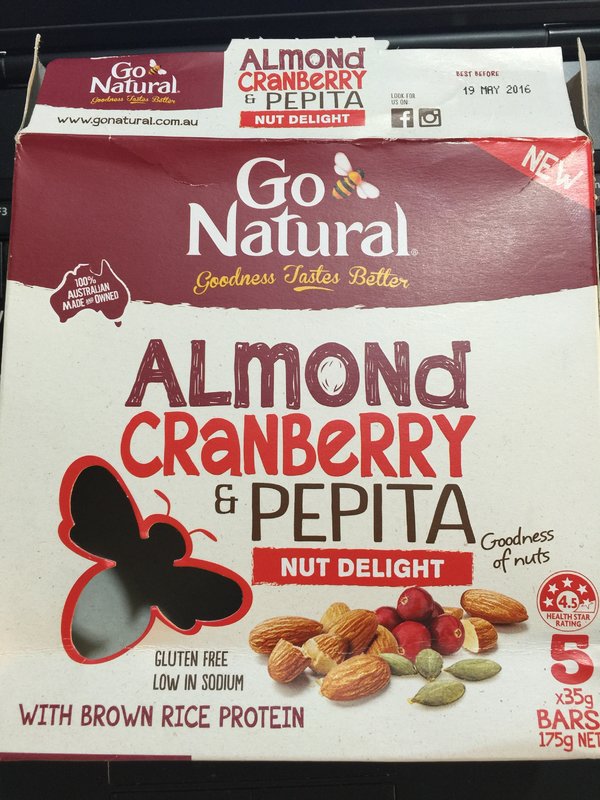 Go
Natural
Goodness Tastes Better
www.gonatural.com.au
ALMOND
CRANBERRY
& PEPITA
NUT DELIGHT
LOOK FOR
US ON
f
BEST BEFORE
19 MAY 2016
F3
NEW
Go
Natural®
Goodness Tastes Better
100%
AUSTRALIAN
MADE AND OWNED
ALMOND
CRANBERRY
& PEPITA
NUT DELIGHT
Goodness
of nuts
4.5
HEALTH STAR
RATING
GLUTEN FREE
LOW IN SODIUM
WITH BROWN RICE PROTEIN
5
x35g
BARS
175g NET